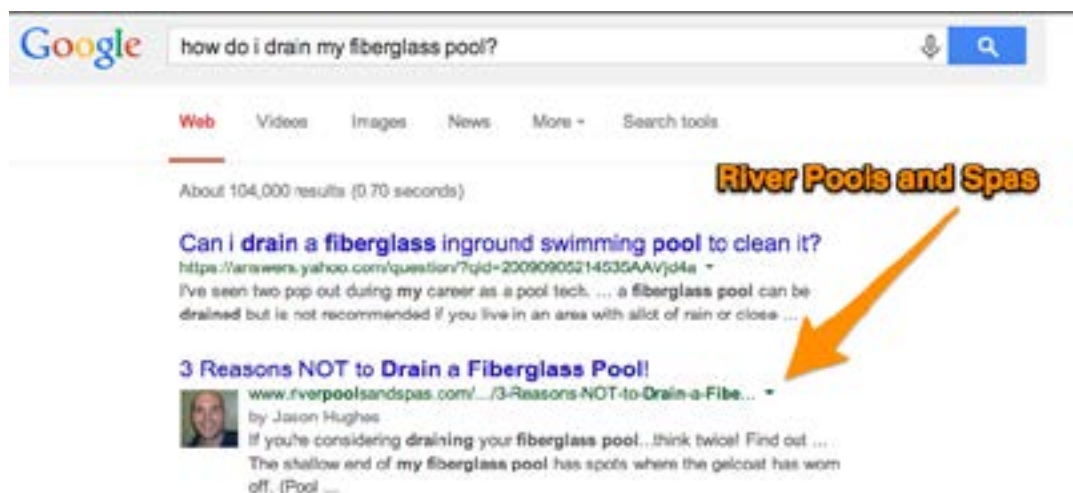 Google how do i drain my fiberglass pool?
Web Videos Images News More Search tools
About 104,000 results (0.70 seconds)
River Pools and Spas
Can i drain a fiberglass inground swimming pool to clean it?
https://answers.yahoo.com/question/?qid=20090905214535AAVjd4a
I've seen two pop out during my career as a pool tech. ... a fiberglass pool can be
drained but is not recommended if you live in an area with allot of rain or close ...
3 Reasons NOT to Drain a Fiberglass Pool!
www.riverpoolsandspas.com/.../3-Reasons-NOT-to-Drain-a-Fibe...
by Jason Hughes
If you're considering draining your fiberglass pool...think twice! Find out ...
The shallow end of my fiberglass pool has spots where the gelcoat has worn
off. (Pool ...